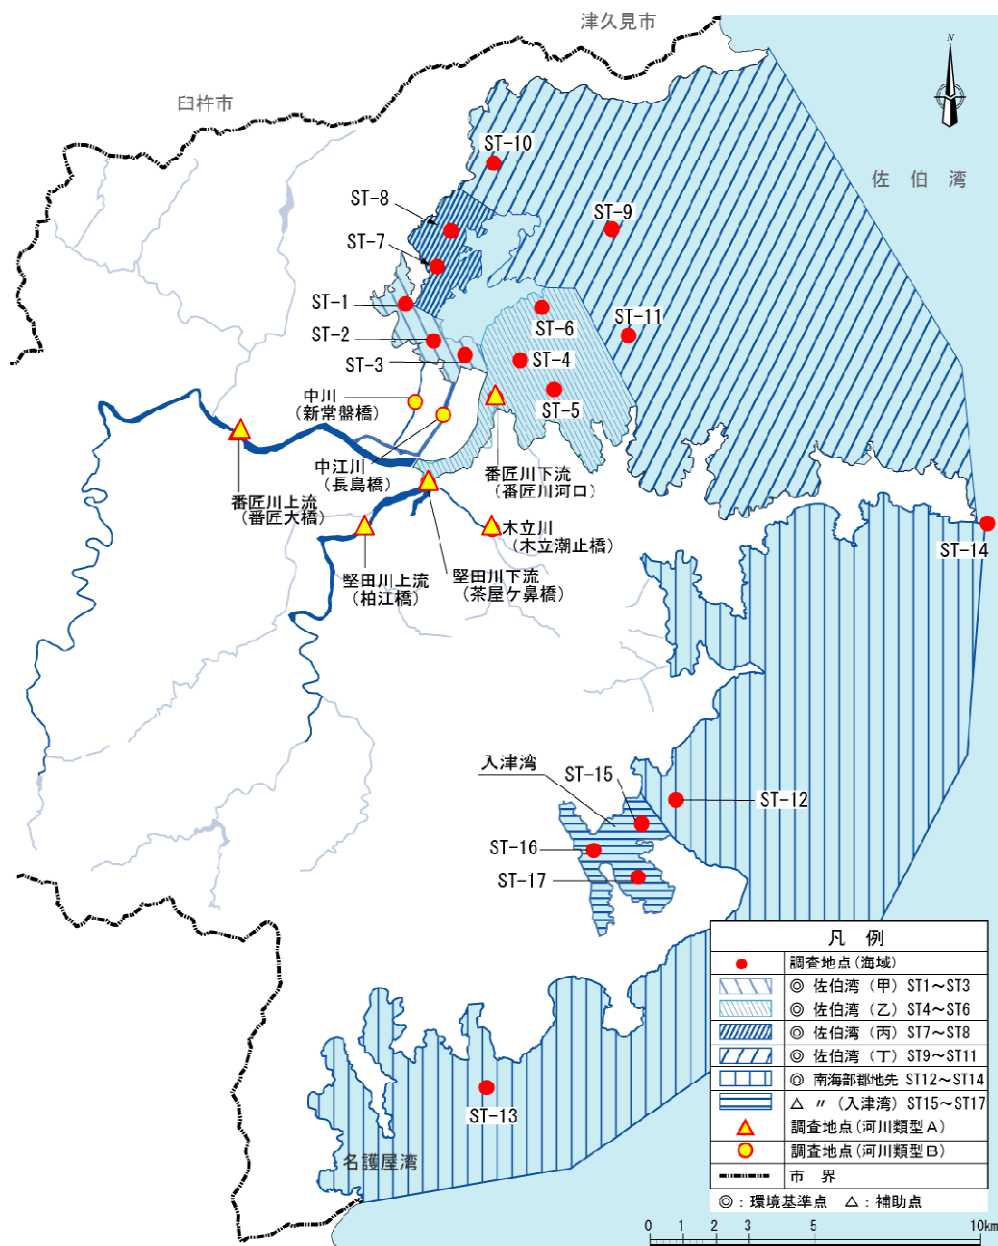 津久見市
N
臼杵市
ST-10
佐伯湾
ST-8
ST-9
ST-7
ST-1
ST-6
ST-11
ST-2
ST-3
ST-4
ST-5
中川
(新常盤橋)
中江川
(長島橋)
番匠川下流
(番匠川河口)
番匠川上流
(番匠大橋)
木立川
(木立潮止橋)
ST-14
堅田川上流
(柏江橋)
堅田川下流
(茶屋ケ鼻橋)
入津湾
ST-15
ST-12
ST-16
ST-17
ST-13
名護屋湾
凡 例
調査地点(海域)
◎ 佐伯湾(甲) ST1~ST3
◎ 佐伯湾(乙) ST4~ST6
◎ 佐伯湾(丙) ST7~ST8
◎ 佐伯湾(丁) ST9~ST11
◎ 南海部郡地先 ST12~ST14
△ 〃(入津湾) ST15~ST17
調査地点(河川類型A)
調査地点(河川類型B)
市 界
◎:環境基準点 △:補助点
0 1 2 3 5 10km